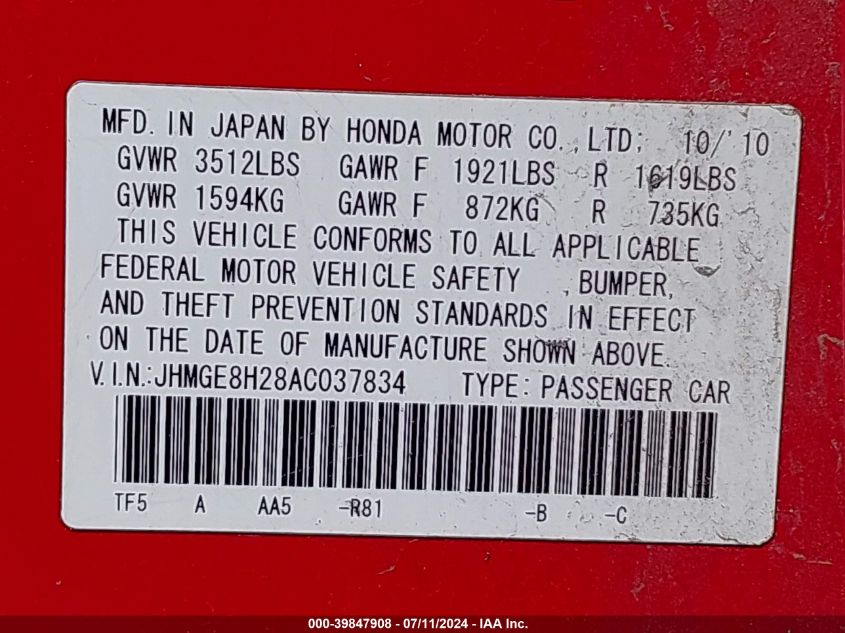 MFD. IN JAPAN BY HONDA MOTOR CO., LTD; 10/'10
GVWR 3512LBS GAWR F 1921LBS R 1619LBS
GVWR 1594KG GAWR F 872KG R 735KG
THIS VEHICLE CONFORMS TO ALL APPLICABLE
FEDERAL MOTOR VEHICLE SAFETY , BUMPER,
AND THEFT PREVENTION STANDARDS IN EFFECT
ON THE DATE OF MANUFACTURE SHOWN ABOVE.
V.I.N.:JHMGE8H28AC037834 TYPE: PASSENGER CAR
TF5 A AA5 -R81 -B -C
000-39847908 - 07/11/2024 - IAA Inc.